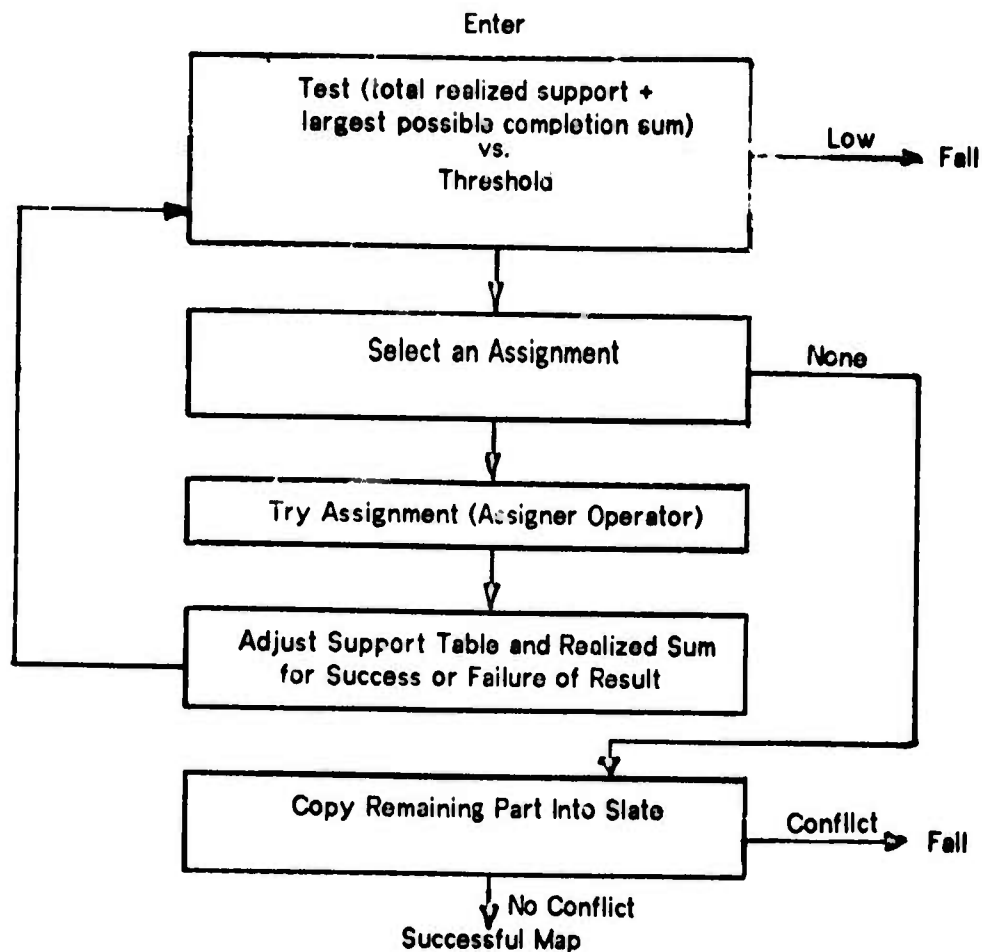 Enter
Test (total realized support +
largest possible completion sum)
vs.
Threshold
Low
Fail
Select an Assignment
None
Try Assignment (Assigner Operator)
Adjust Support Table and Realized Sum
for Success or Failure of Result
Copy Remaining Part Into Slate
Conflict
Fail
No Conflict
Successful Map